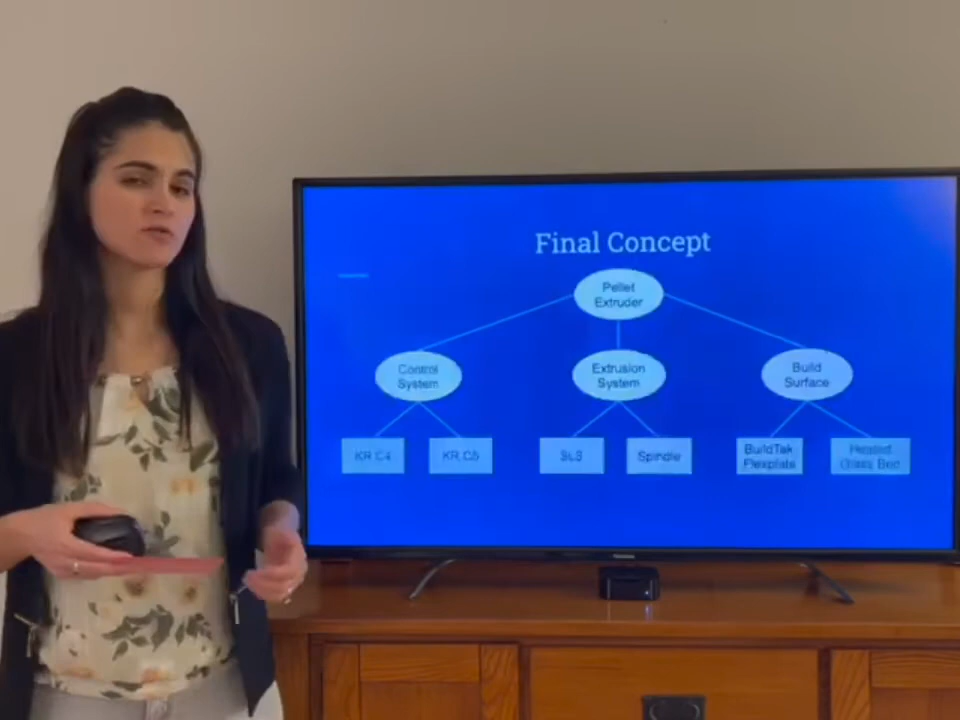 Final Concept
Pellet
Extruder
Control
System
Extrusion
System
Build
Surface
KR C4
KR C5
SLS
Spindle
BuildTak
Flexplate
Heated
Glass Bed